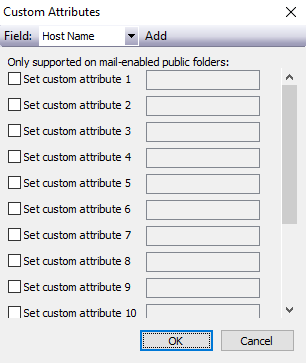 Custom Attributes
Field: Host Name Add
Only supported on mail-enabled public folders:
Set custom attribute 1
Set custom attribute 2
Set custom attribute 3
Set custom attribute 4
Set custom attribute 5
Set custom attribute 6
Set custom attribute 7
Set custom attribute 8
Set custom attribute 9
Set custom attribute 10
OK Cancel